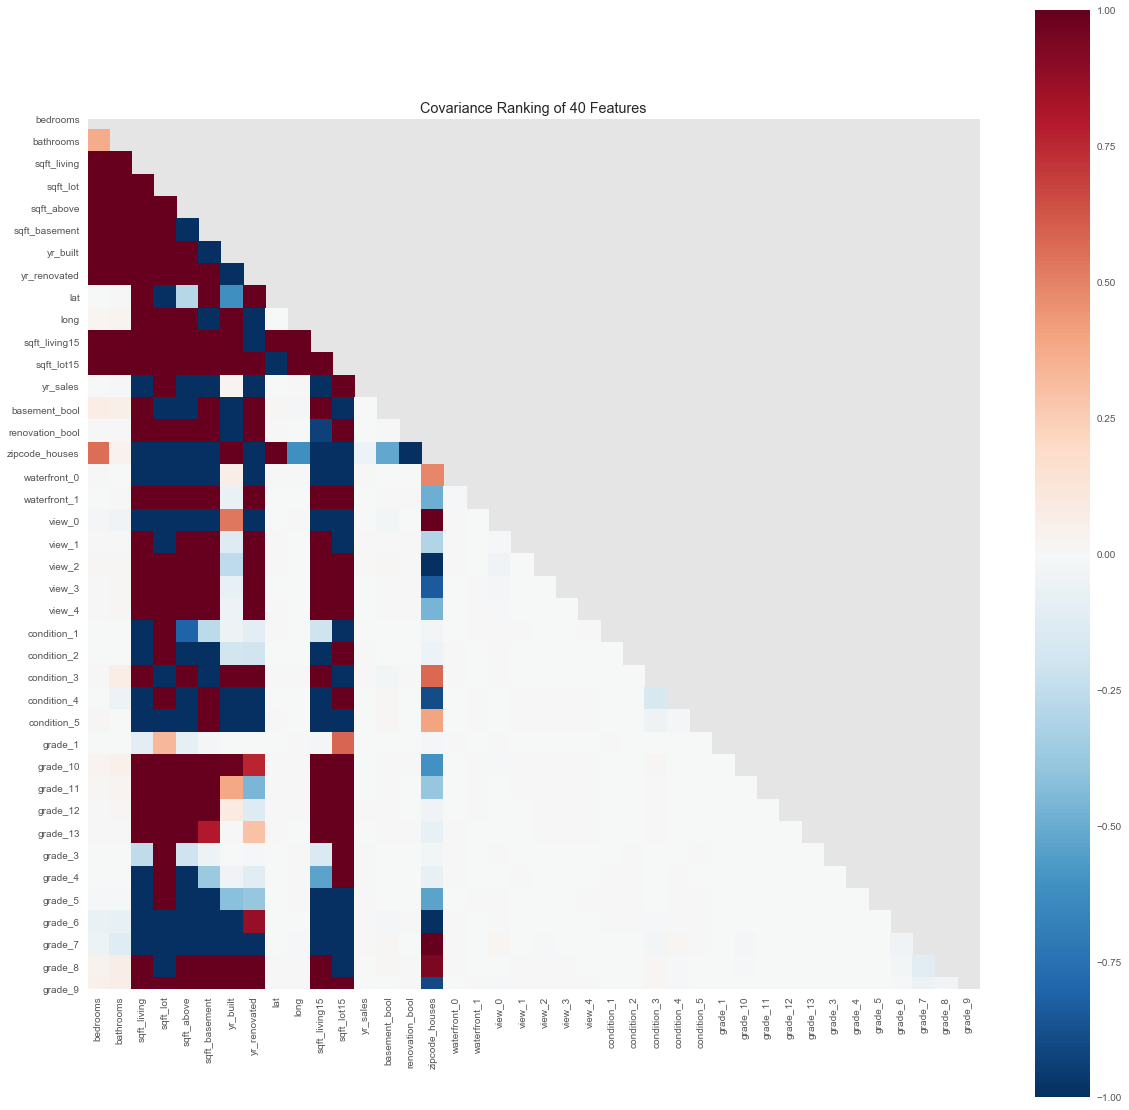 Covariance Ranking of 40 Features
bedrooms
bathrooms
sqft_living
sqft_lot
sqft_above
sqft_basement
yr_built
yr_renovated
lat
long
sqft_living15
sqft_lot15
yr_sales
basement_bool
renovation_bool
zipcode_houses
waterfront_0
waterfront_1
view_0
view_1
view_2
view_3
view_4
condition_1
condition_2
condition_3
condition_4
condition_5
grade_1
grade_10
grade_11
grade_12
grade_13
grade_3
grade_4
grade_5
grade_6
grade_7
grade_8
grade_9
bedrooms
bathrooms
sqft_living
sqft_lot
sqft_above
sqft_basement
yr_built
yr_renovated
lat
long
sqft_living15
sqft_lot15
yr_sales
basement_bool
renovation_bool
zipcode_houses
waterfront_0
waterfront_1
view_0
view_1
view_2
view_3
view_4
condition_1
condition_2
condition_3
condition_4
condition_5
grade_1
grade_10
grade_11
grade_12
grade_13
grade_3
grade_4
grade_5
grade_6
grade_7
grade_8
grade_9
1.00
0.75
0.50
0.25
0.00
−0.25
−0.50
−0.75
−1.00